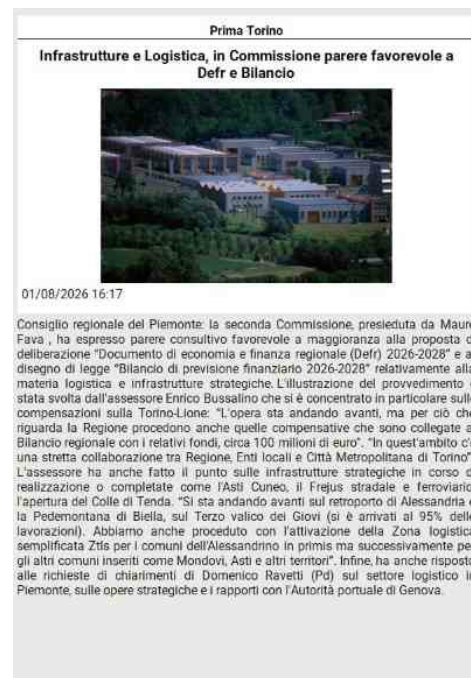 Prima Torino
Infrastrutture e Logistica, in Commissione parere favorevole a
Defr e Bilancio
01/08/2026 16:17
Consiglio regionale del Piemonte: la seconda Commissione, presieduta da Maur
Fava , ha espresso parere consultivo favorevole a maggioranza alla proposta d
deliberazione “Documento di economia e finanza regionale (Defr) 2026-2028” e a
disegno di legge “Bilancio di previsione finanziario 2026-2028” relativamente alla
materia logistica e infrastrutture strategiche. L'illustrazione del provvedimento
stata svolta dall'assessore Enrico Bussalino che si è concentrato in particolare sull
compensazioni sulla Torino-Lione: “L'opera sta andando avanti, ma per ciò che
riguarda la Regione procedono anche quelle compensative che sono collegate a
Bilancio regionale con i relativi fondi, circa 100 milioni di euro”. “In quest'ambito c'
una stretta collaborazione tra Regione, Enti locali e Città Metropolitana di Torino”
L'assessore ha anche fatto il punto sulle infrastrutture strategiche in corso d
realizzazione o completate come l'Asti Cuneo, il Frejus stradale e ferroviario
l'apertura del Colle di Tenda. “Si sta andando avanti sul retroporto di Alessandria e
la Pedemontana di Biella, sul Terzo valico dei Giovi (si è arrivati al 95% delle
lavorazioni). Abbiamo anche proceduto con l'attivazione della Zona logistica
semplificata Ztls per i comuni dell'Alessandrino in primis ma successivamente pe
gli altri comuni inseriti come Mondovì, Asti e altri territori”. Infine, ha anche risposto
alle richieste di chiarimenti di Domenico Ravetti (Pd) sul settore logistico i
Piemonte, sulle opere strategiche e i rapporti con l'Autorità portuale di Genova.